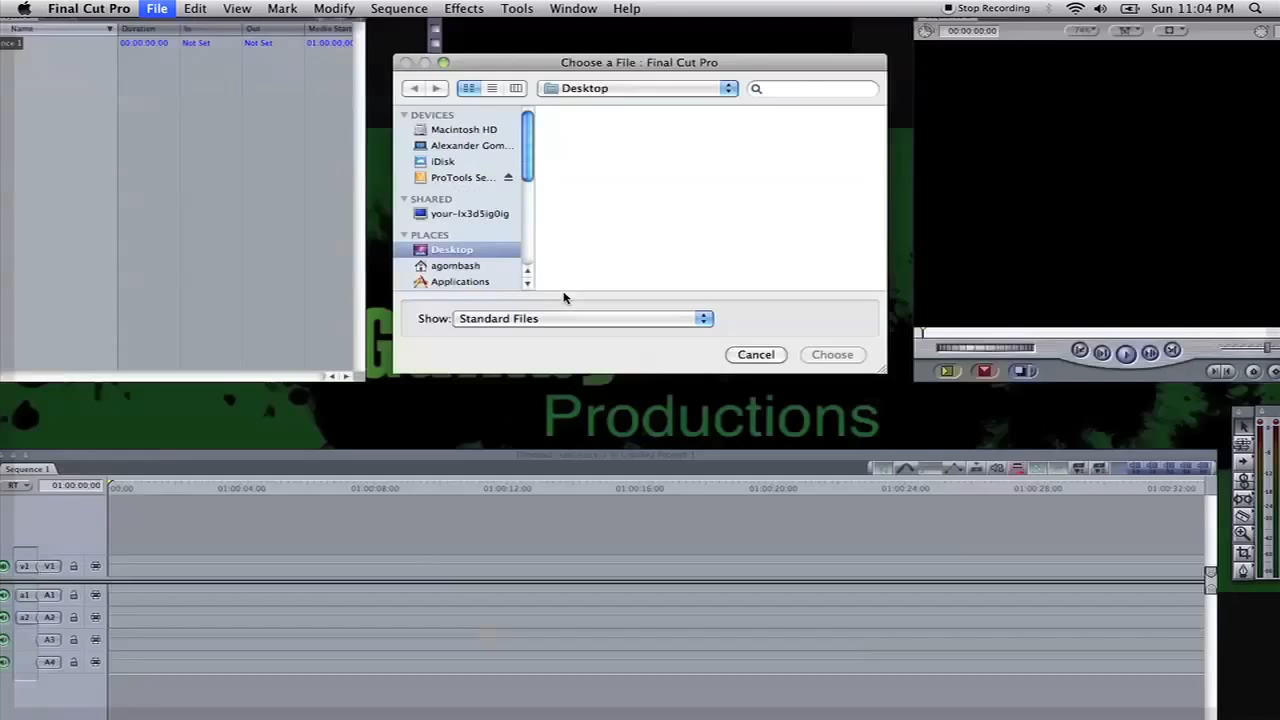 Final Cut Pro File Edit View Mark Modify Sequence Effects Tools Window Help Stop Recording Sun 11:04 PM
Name Duration In Out Media Start
nce 1 00:00:00;00 Not Set Not Set 01:00:00;00
00:00:00;00
Choose a File : Final Cut Pro
Desktop
DEVICES
Macintosh HD
Alexander Gom...
iDisk
ProTools Se...
SHARED
your-lx3d5ig0ig
PLACES
Desktop
agombash
Applications
Show: Standard Files
Cancel Choose
Productions
Sequence 1
RT 01:00:00;00 00;00 01:00:04;00 01:00:08;00 01:00:12;00 01:00:16;00 01:00:20;00 01:00:24;00 01:00:28;00 01:00:32;00
v1 V1
a1 A1
a2 A2
A3
A4